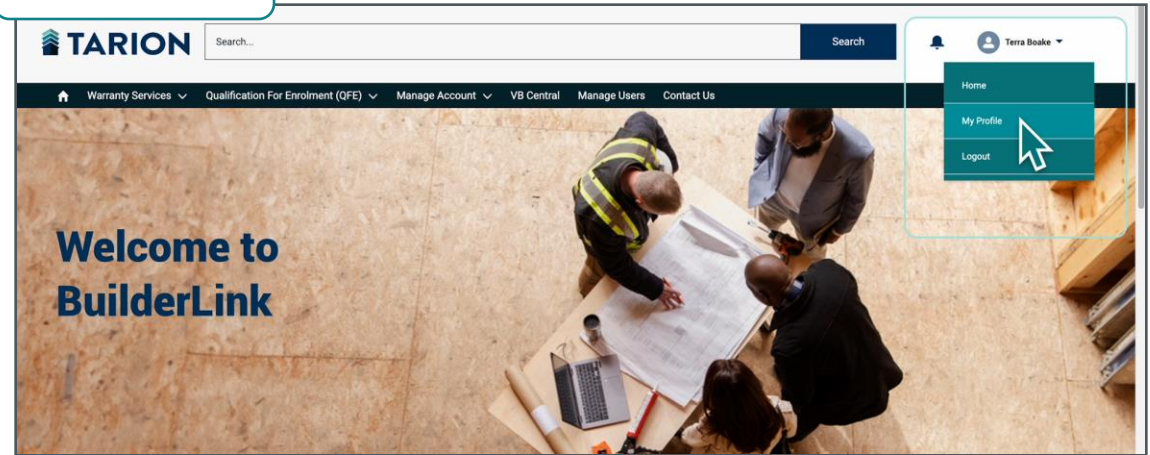 TARION
Search...
Search
Terra Boake
Home
My Profile
Logout
Warranty Services
Qualification For Enrolment (QFE)
Manage Account
VB Central
Manage Users
Contact Us
Welcome to
BuilderLink